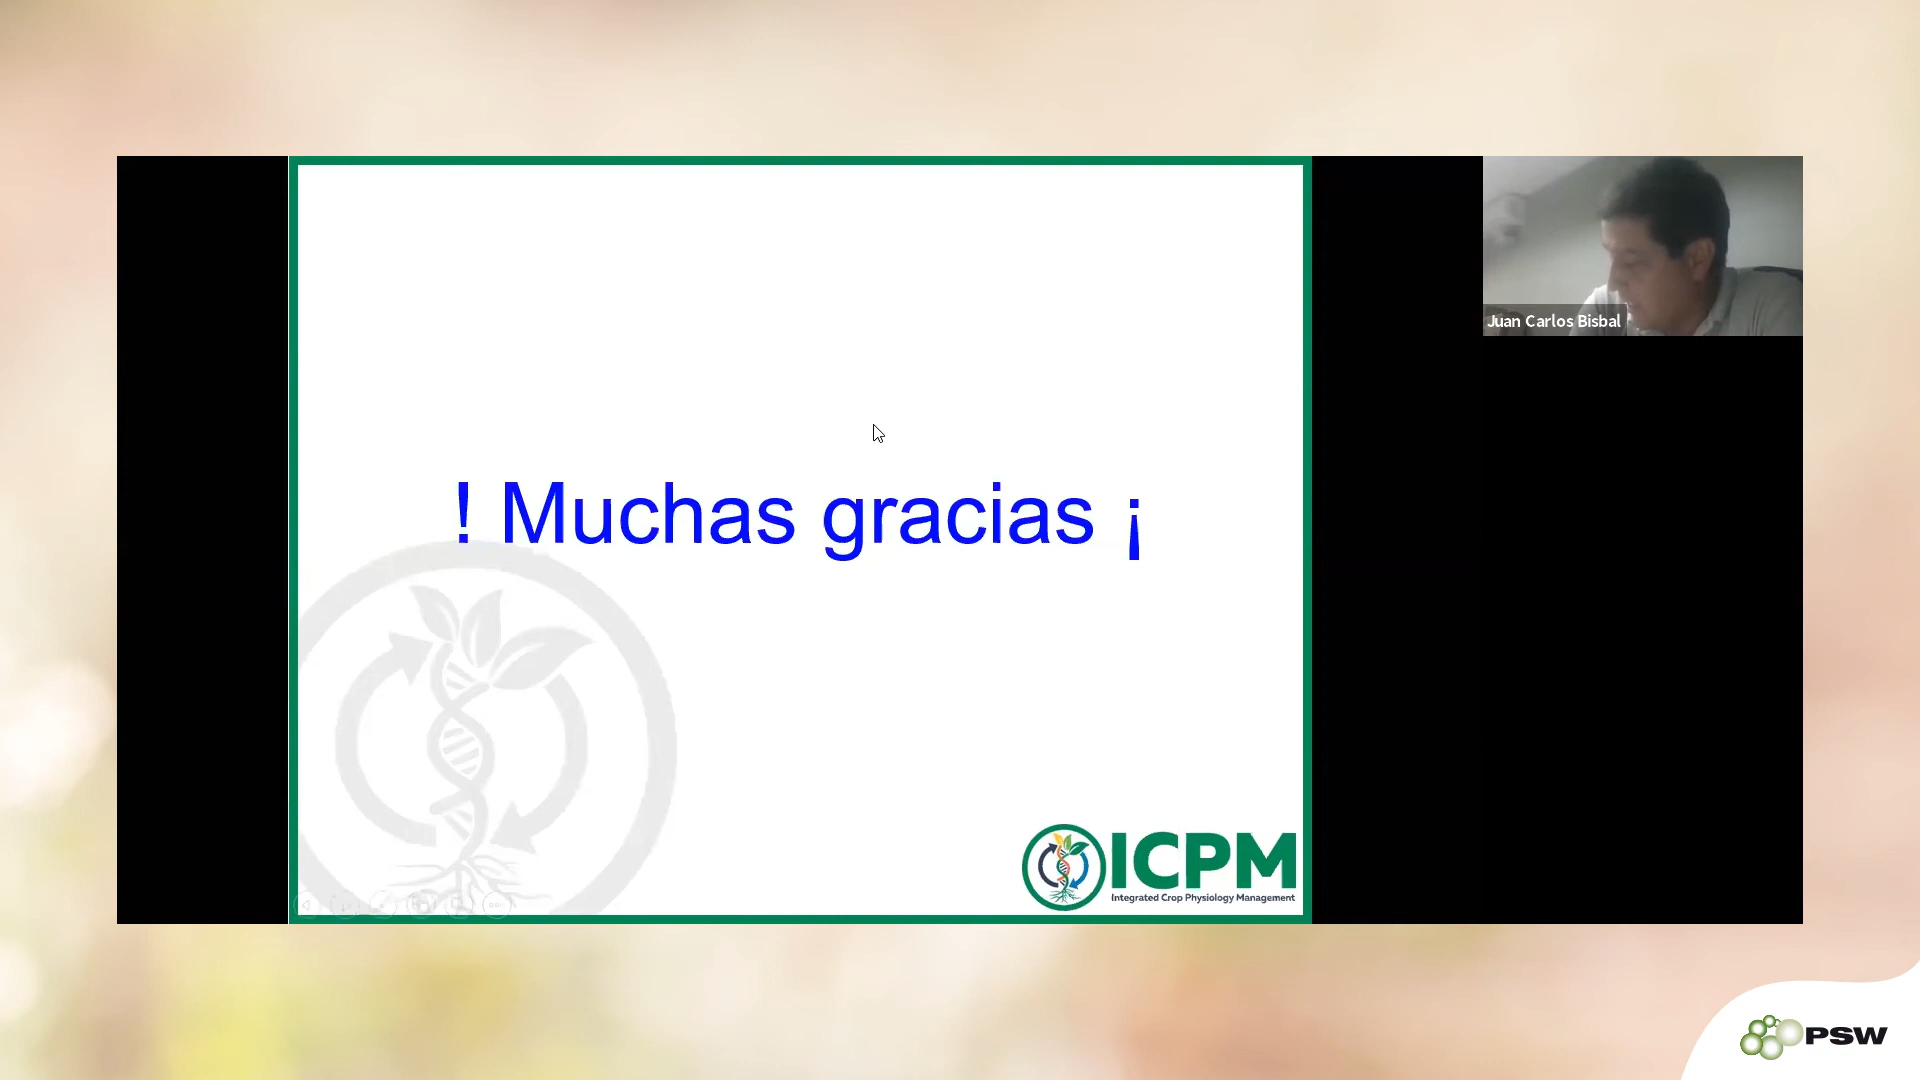 Juan Carlos Bisbal
! Muchas gracias ¡
ICPM
Integrated Crop Physiology Management
PSW